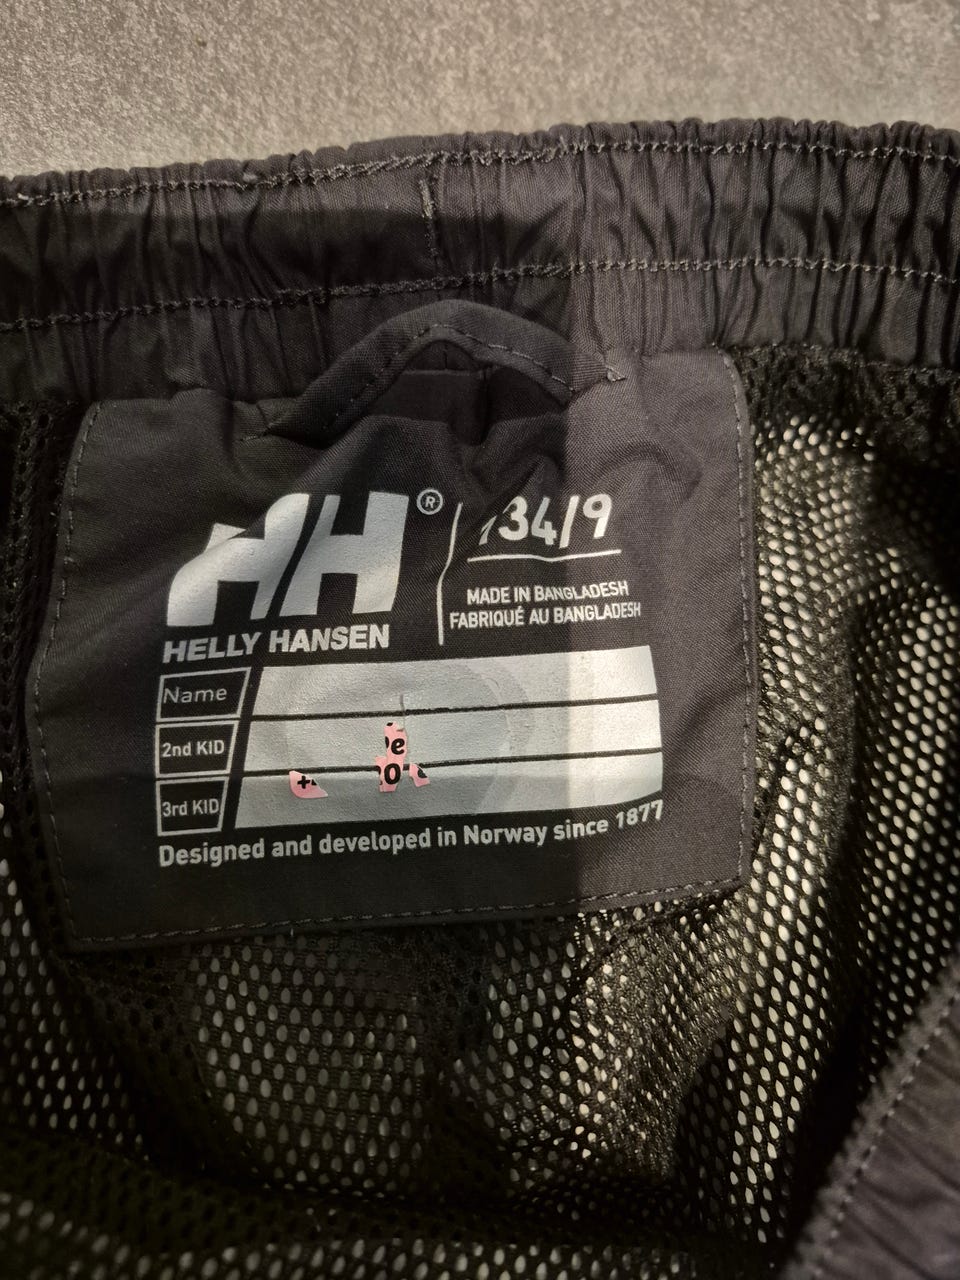 HH®
134/9
MADE IN BANGLADESH
FABRIQUÉ AU BANGLADESH
HELLY HANSEN
Name
2nd KID
3rd KID
Designed and developed in Norway since 1877